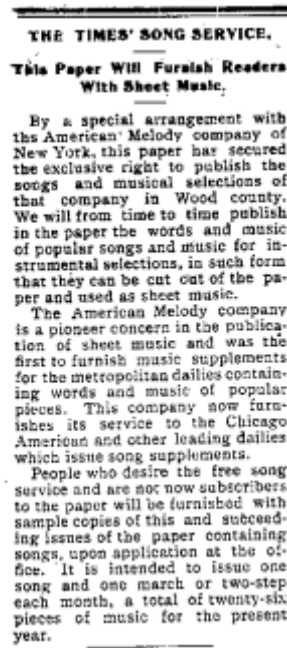 THE TIMES' SONG SERVICE.
This Paper Will Furnish Readers
With Sheet Music.
By a special arrangement with
ths American Melody company of
New York, this paper has secured
the exclusive right to publish the
songs and musical selections of
that company in Wood county.
We will from time to time publish
in the paper the words and music
of popular songs and music for in-
strumental selections, in such form
that they can be cut out of the pa-
per and used as sheet music.
The American Melody company
is a pioneer concern in the publica-
tion of sheet music and was the
first to furnish music supplements
for the metropolitan dailies contain-
ing words and music of popular
pieces. This company now furn-
ishes its service to the Chicago
American and other leading dailies
which issue song supplements.
People who desire the free song
service and are not now subscribers
to the paper will be furnished with
sample copies of this and succeed-
ing issues of the paper containing
songs, upon application at the of-
fice. It is intended to issue one
song and one march or two-step
each month, a total of twenty-six
pieces of music for the present
year.